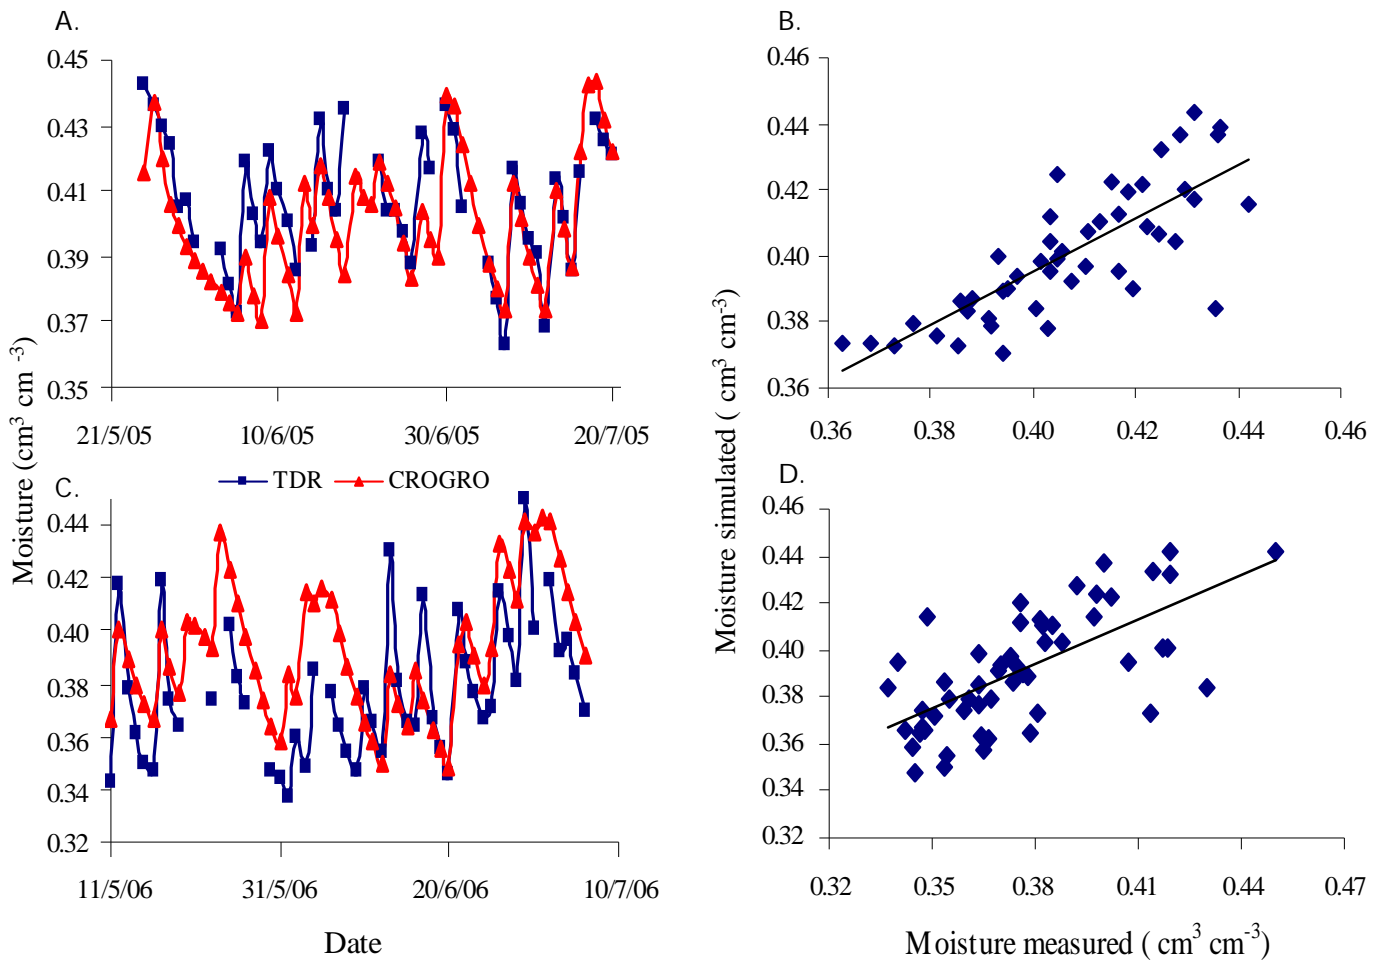 A.
0.45
0.43
0.41
0.39
0.37
0.35
21/5/05 10/6/05 30/6/05 20/7/05
B.
0.46
0.44
0.42
0.40
0.38
0.36
0.36 0.38 0.40 0.42 0.44 0.46
Moisture (cm³ cm ⁻³)
Moisture simulated ( cm³ cm⁻³)
C.
TDR CROGRO
0.44
0.42
0.40
0.38
0.36
0.34
0.32
11/5/06 31/5/06 20/6/06 10/7/06
Date
D.
0.46
0.44
0.42
0.40
0.38
0.36
0.34
0.32
0.32 0.35 0.38 0.41 0.44 0.47
Moisture measured ( cm³ cm⁻³)